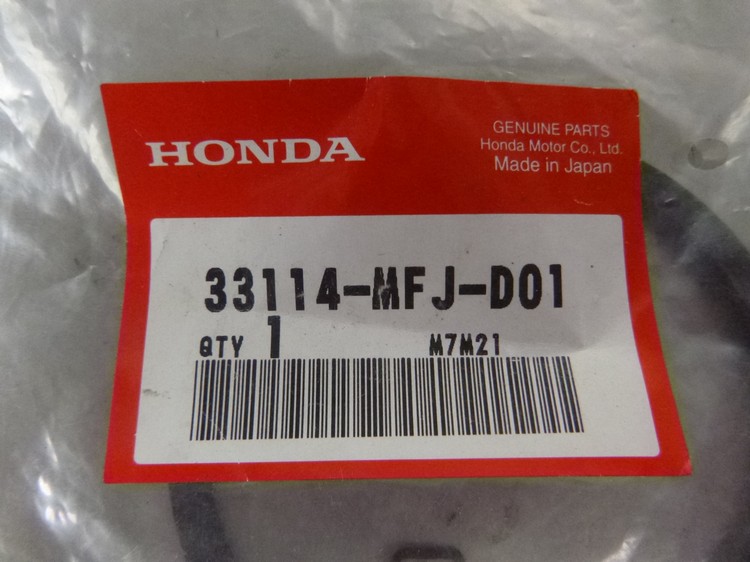 HONDA
GENUINE PARTS
Honda Motor Co., Ltd.
Made in Japan
33114-MFJ-D01
QTY 1 M7M21